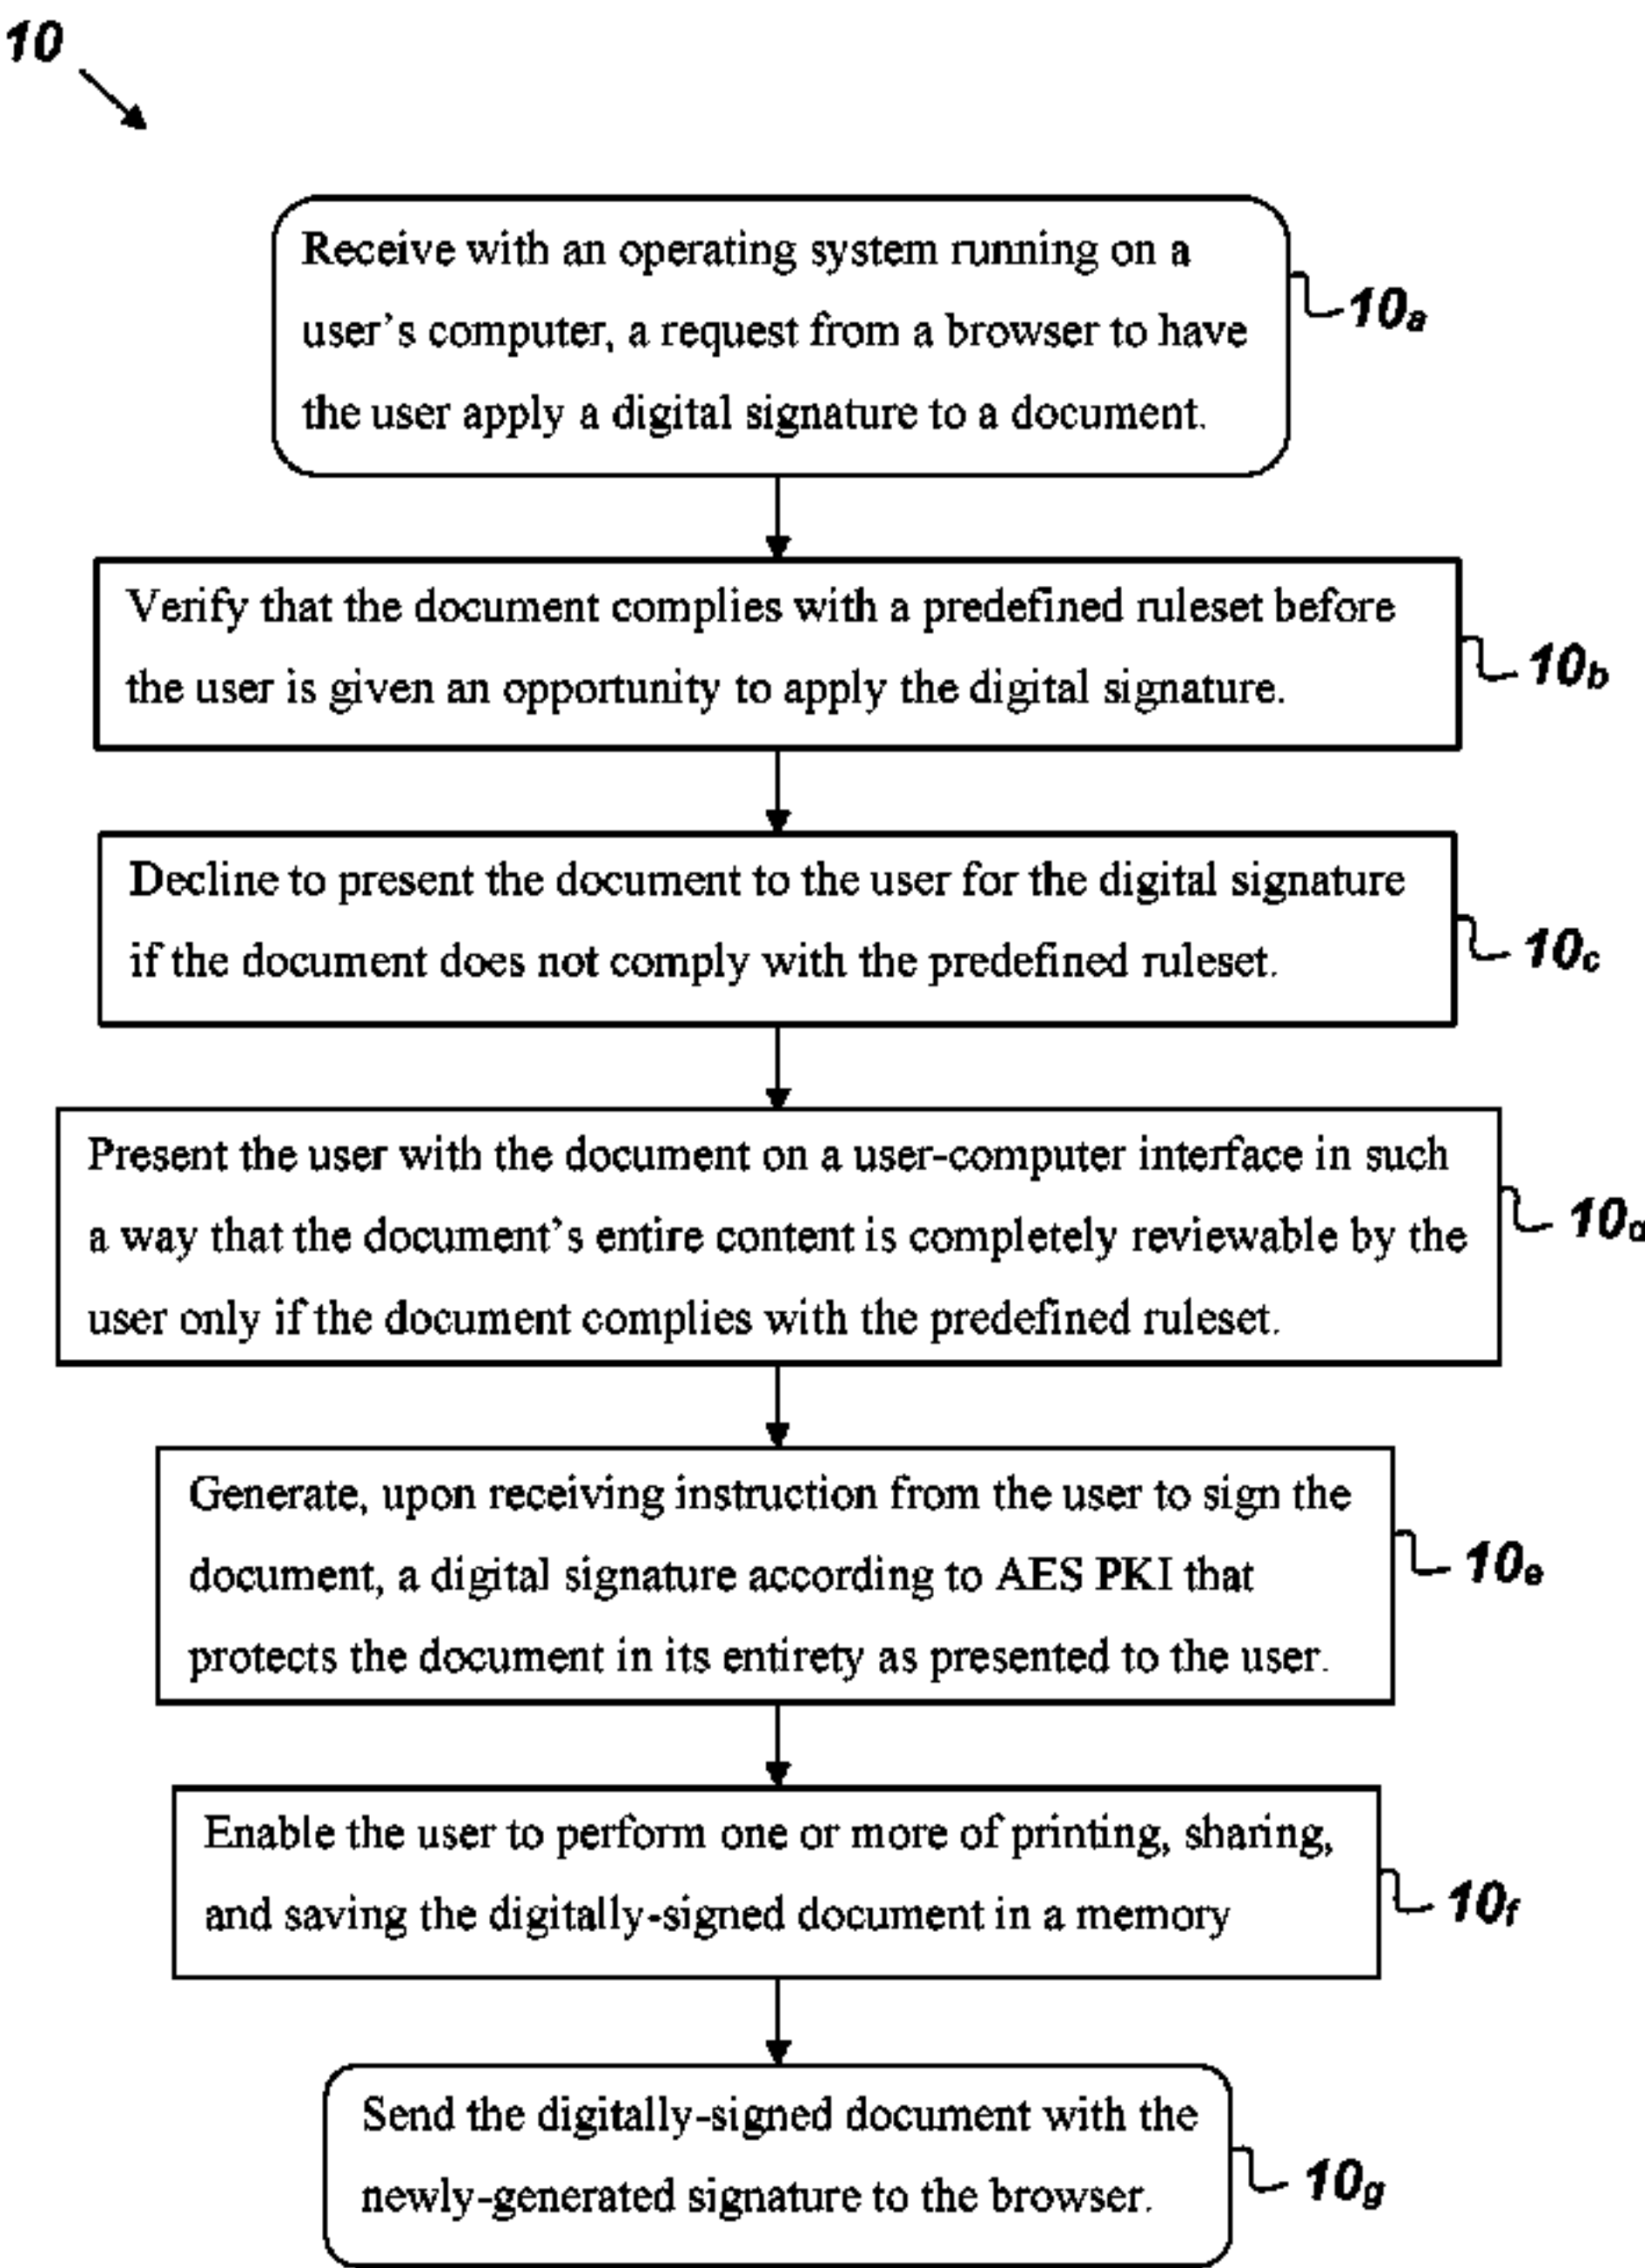 10
Receive with an operating system running on a
user's computer, a request from a browser to have
the user apply a digital signature to a document.
10a
Verify that the document complies with a predefined ruleset before
the user is given an opportunity to apply the digital signature.
10b
Decline to present the document to the user for the digital signature
if the document does not comply with the predefined ruleset.
10c
Present the user with the document on a user-computer interface in such
a way that the document's entire content is completely reviewable by the
user only if the document complies with the predefined ruleset.
10d
Generate, upon receiving instruction from the user to sign the
document, a digital signature according to AES PKI that
protects the document in its entirety as presented to the user.
10e
Enable the user to perform one or more of printing, sharing,
and saving the digitally-signed document in a memory
10f
Send the digitally-signed document with the
newly-generated signature to the browser.
10g